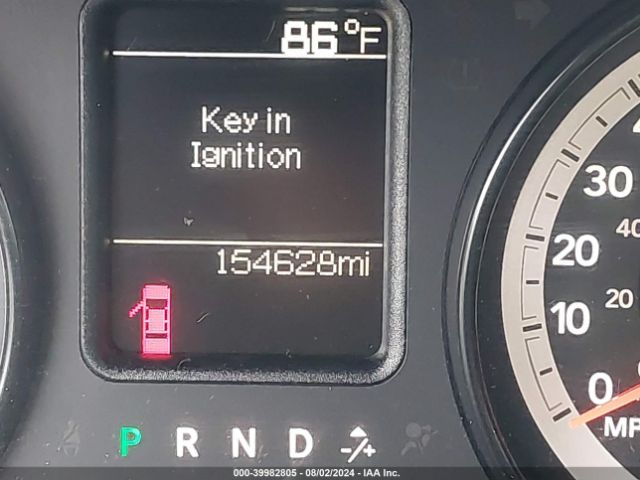 86°F
Key in
Ignition
154628mi
30
40
20
20
10
0
MP
P R N D -/+
000-39982805 - 08/02/2024 - IAA Inc.